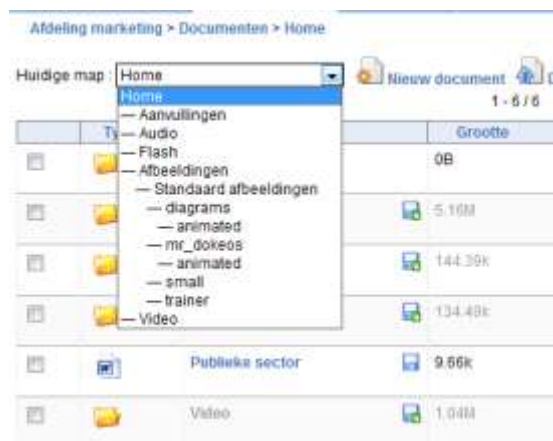 Afdeling marketing > Documenten > Home
Huidige map : Home
Nieuw document
1 - 6 / 6
Ty
Grootte
Home
— Aanvullingen
— Audio
— Flash
— Afbeeldingen
— Standaard afbeeldingen
— diagrams
— animated
— mr_dokeos
— animated
— small
— trainer
— Video
0B
5.16M
144.39k
134.49k
Publieke sector 9.66k
Video 1.04M